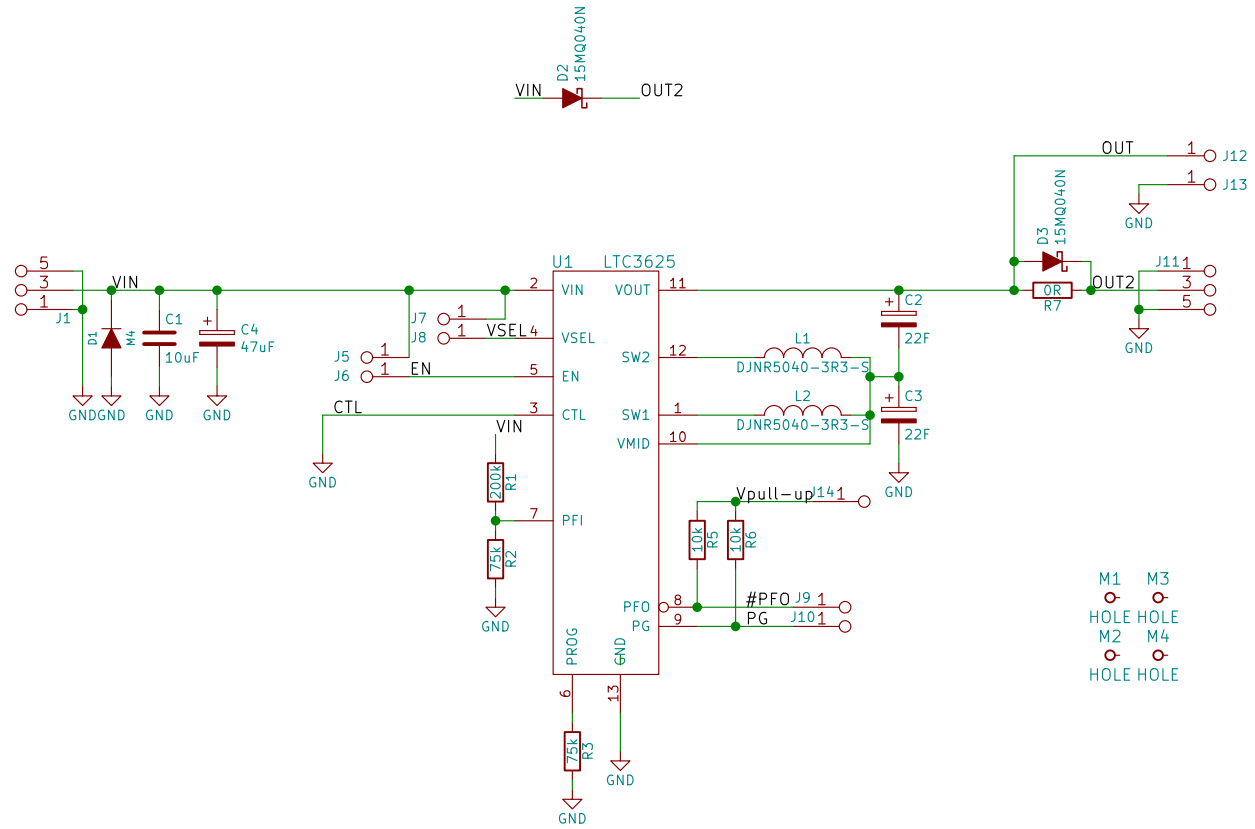 D2
15MQ040N
VIN
OUT2
OUT
1
J12
1
J13
GND
D3
15MQ040N
U1
LTC3625
5
3
1
J1
VIN
D1
M4
C1
10uF
C4
47uF
GND
GND
GND
GND
J7
1
J8
1
VSEL
J5
1
J6
1
EN
CTL
GND
VIN
200k
R1
75k
R2
GND
2
VIN
4
VSEL
5
EN
3
CTL
7
PFI
PROG
6
GND
13
75k
R3
GND
GND
VOUT
11
SW2
12
SW1
1
VMID
10
PFO
8
PG
9
L1
DJNR5040-3R3-S
L2
DJNR5040-3R3-S
+
C2
22F
+
C3
22F
GND
0R
R7
OUT2
J11
1
3
5
GND
Vpull-up
J14
1
10k
R5
10k
R6
#PFO
J9
1
PG
J10
1
M1
M3
HOLE
HOLE
M2
M4
HOLE
HOLE
+